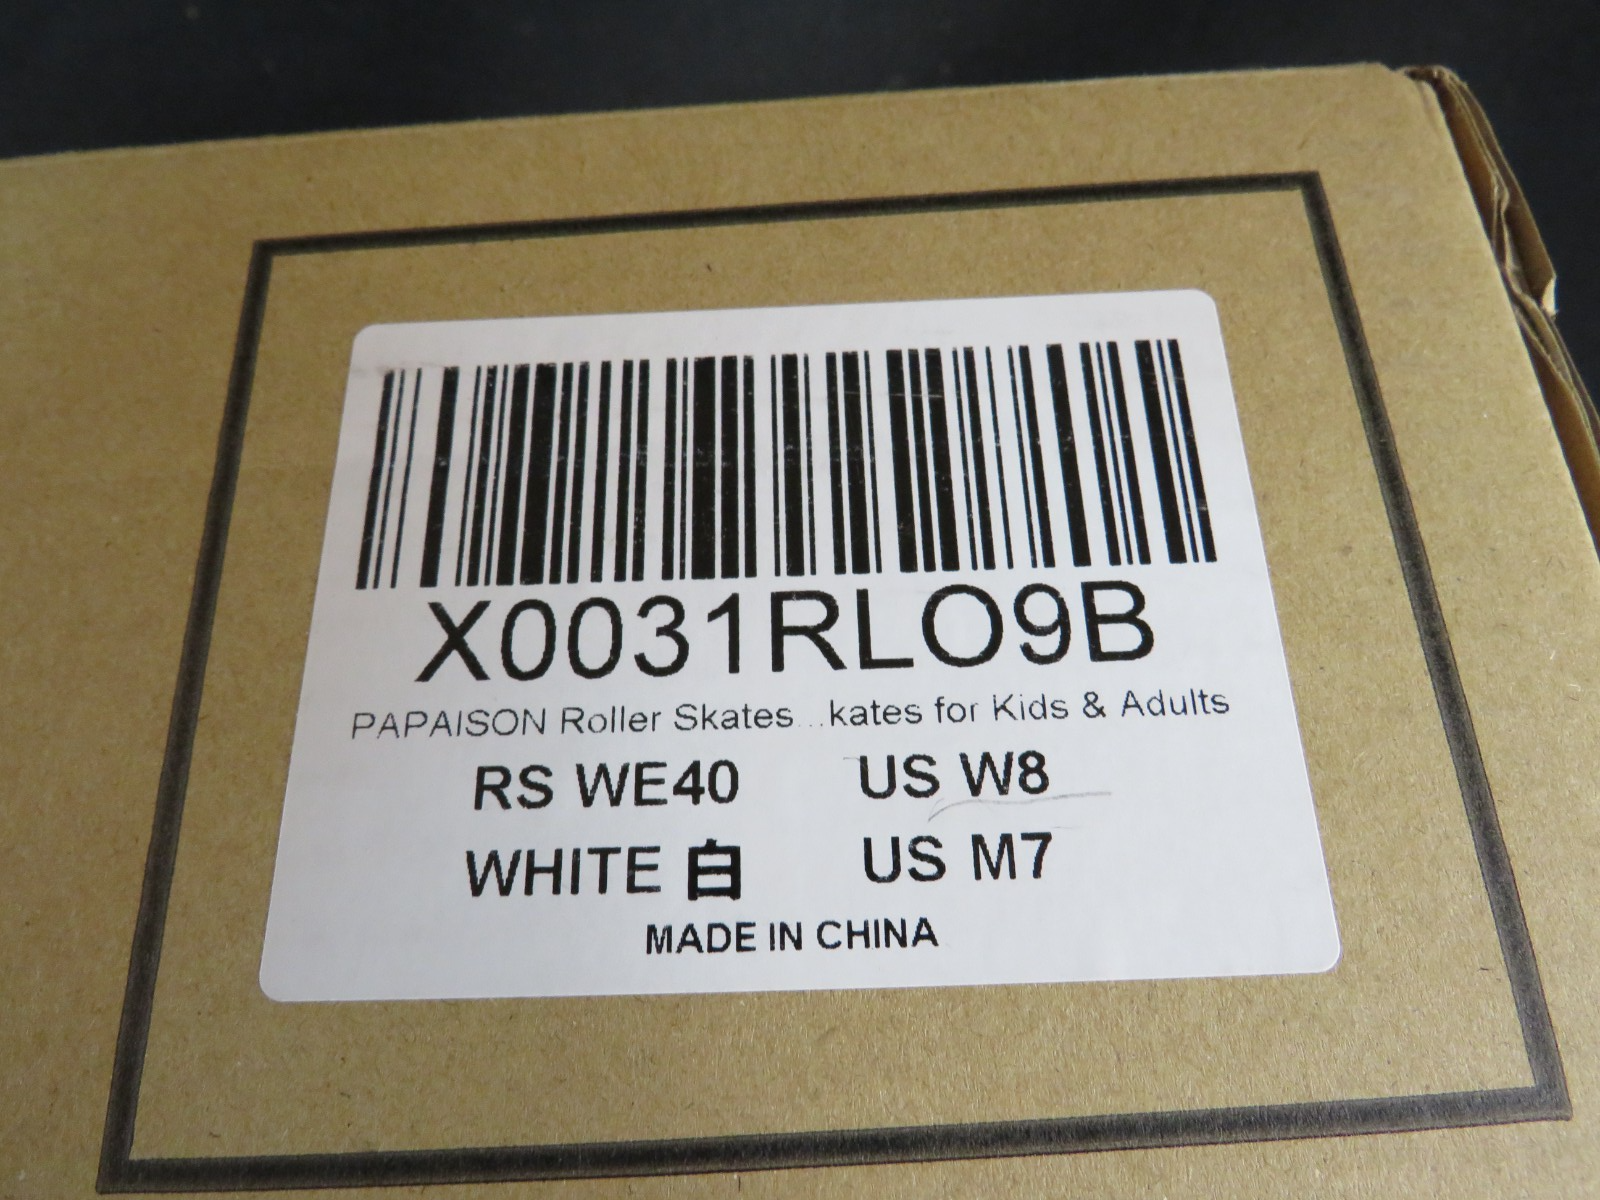 X0031RLO9B
PAPAISON Roller Skates...kates for Kids & Adults
RS WE40 US W8
WHITE 白 US M7
MADE IN CHINA